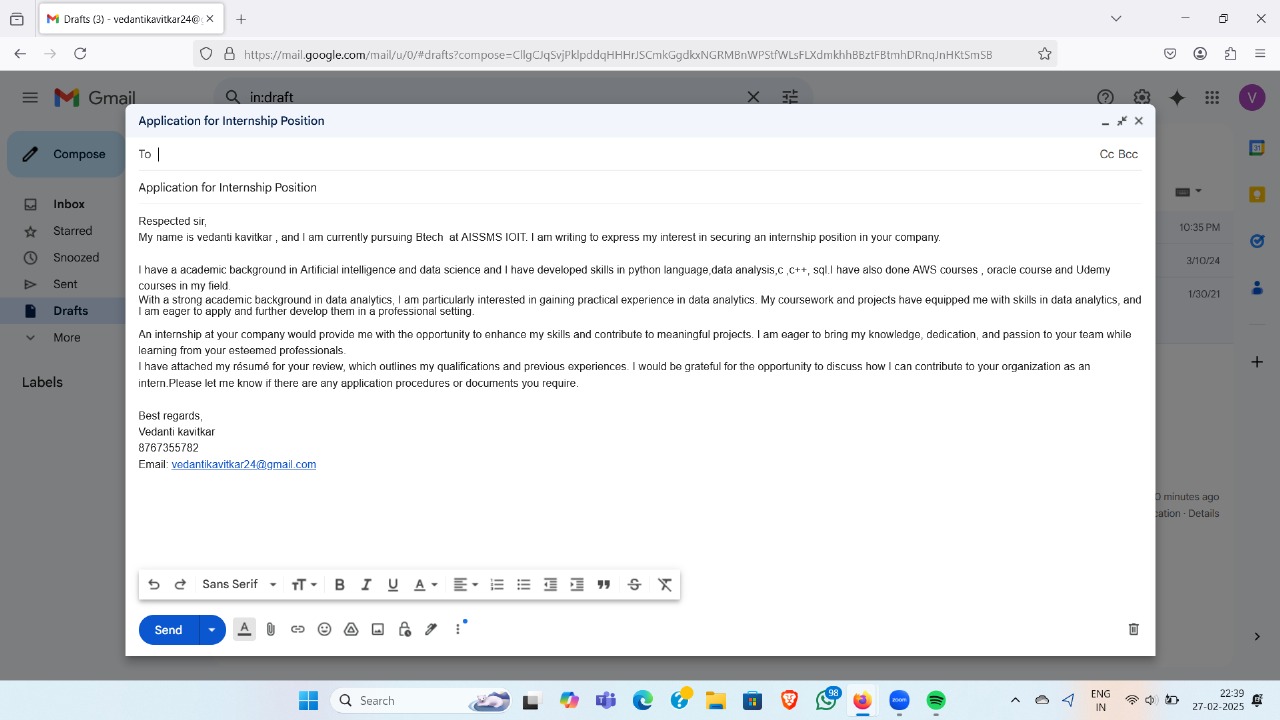 Drafts (3) - vedantikavitkar24@
https://mail.google.com/mail/u/0/#drafts?compose=CllgCJqSvjPklpddqHHHrJSCmkGgdkxNGRMBnWPStfWLsFLXdmkhhBBztFBtmhDRnqJnHKtSmSB
Gmail
in:draft
V
Application for Internship Position
Compose
To
Cc Bcc
Application for Internship Position
Inbox
Starred
Snoozed
Sent
Drafts
More
Labels
Respected sir,
My name is vedanti kavitkar , and I am currently pursuing Btech at AISSMS IOIT. I am writing to express my interest in securing an internship position in your company.
I have a academic background in Artificial intelligence and data science and I have developed skills in python language,data analysis,c ,c++, sql.I have also done AWS courses , oracle course and Udemy
courses in my field.
With a strong academic background in data analytics, I am particularly interested in gaining practical experience in data analytics. My coursework and projects have equipped me with skills in data analytics, and
I am eager to apply and further develop them in a professional setting.
An internship at your company would provide me with the opportunity to enhance my skills and contribute to meaningful projects. I am eager to bring my knowledge, dedication, and passion to your team while
learning from your esteemed professionals.
I have attached my résumé for your review, which outlines my qualifications and previous experiences. I would be grateful for the opportunity to discuss how I can contribute to your organization as an
intern.Please let me know if there are any application procedures or documents you require.
Best regards,
Vedanti kavitkar
8767355782
Email: vedantikavitkar24@gmail.com
10:35 PM
3/10/24
1/30/21
0 minutes ago
cation · Details
Sans Serif
Send
Search
98
zoom
ENG
IN
22:39
27-02-2025